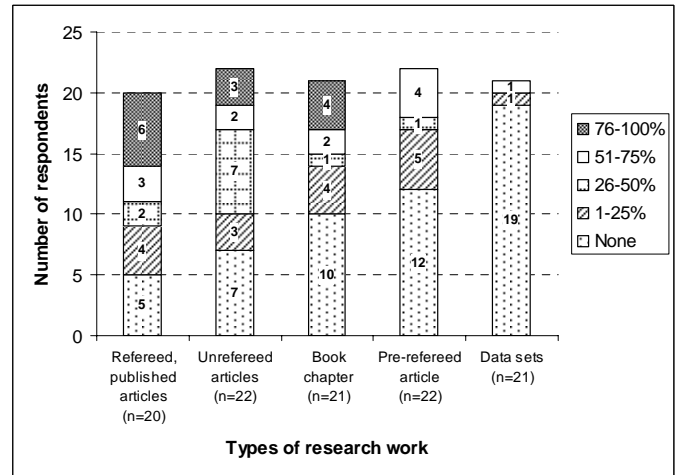 25
20
15
10
5
0
Number of respondents
6
3
2
4
5
3
2
7
3
7
4
2
1
4
10
4
1
5
12
1
1
19
76-100%
51-75%
26-50%
1-25%
None
Refereed,
published
articles
(n=20)
Unrefereed
articles
(n=22)
Book
chapter
(n=21)
Pre-refereed
article
(n=22)
Data sets
(n=21)
Types of research work